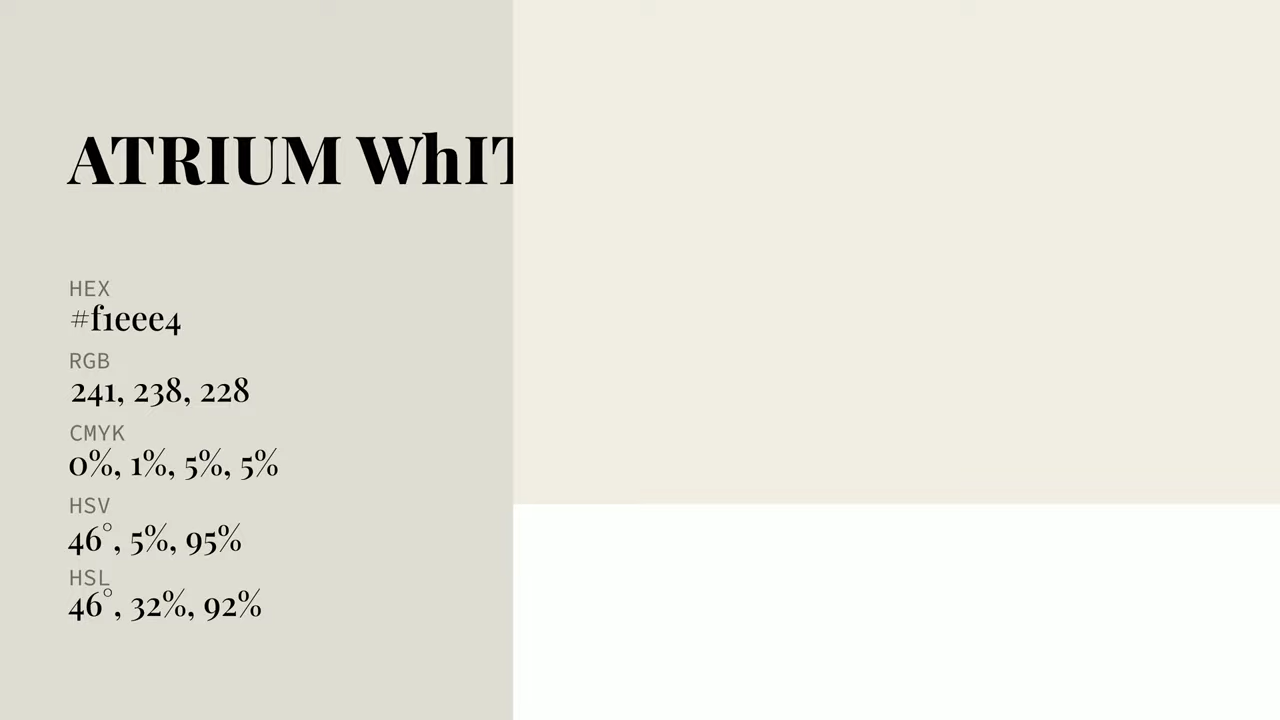 ATRIUM WhIT
HEX
#f1eee4
RGB
241, 238, 228
CMYK
0%, 1%, 5%, 5%
HSV
46°, 5%, 95%
HSL
46°, 32%, 92%